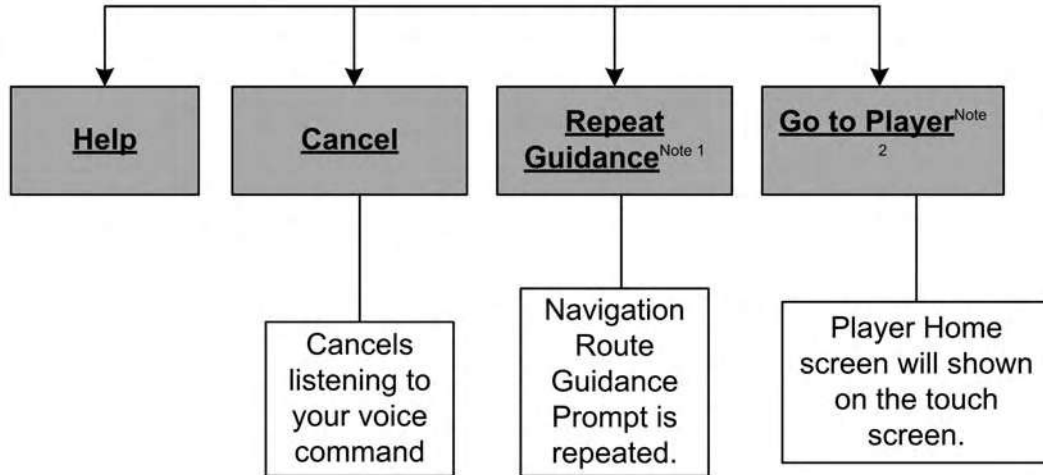 Help
Cancel
Repeat
Guidance Note 1
Go to Player Note
2
Cancels
listening to
your voice
command
Navigation
Route
Guidance
Prompt is
repeated.
Player Home
screen will shown
on the touch
screen.